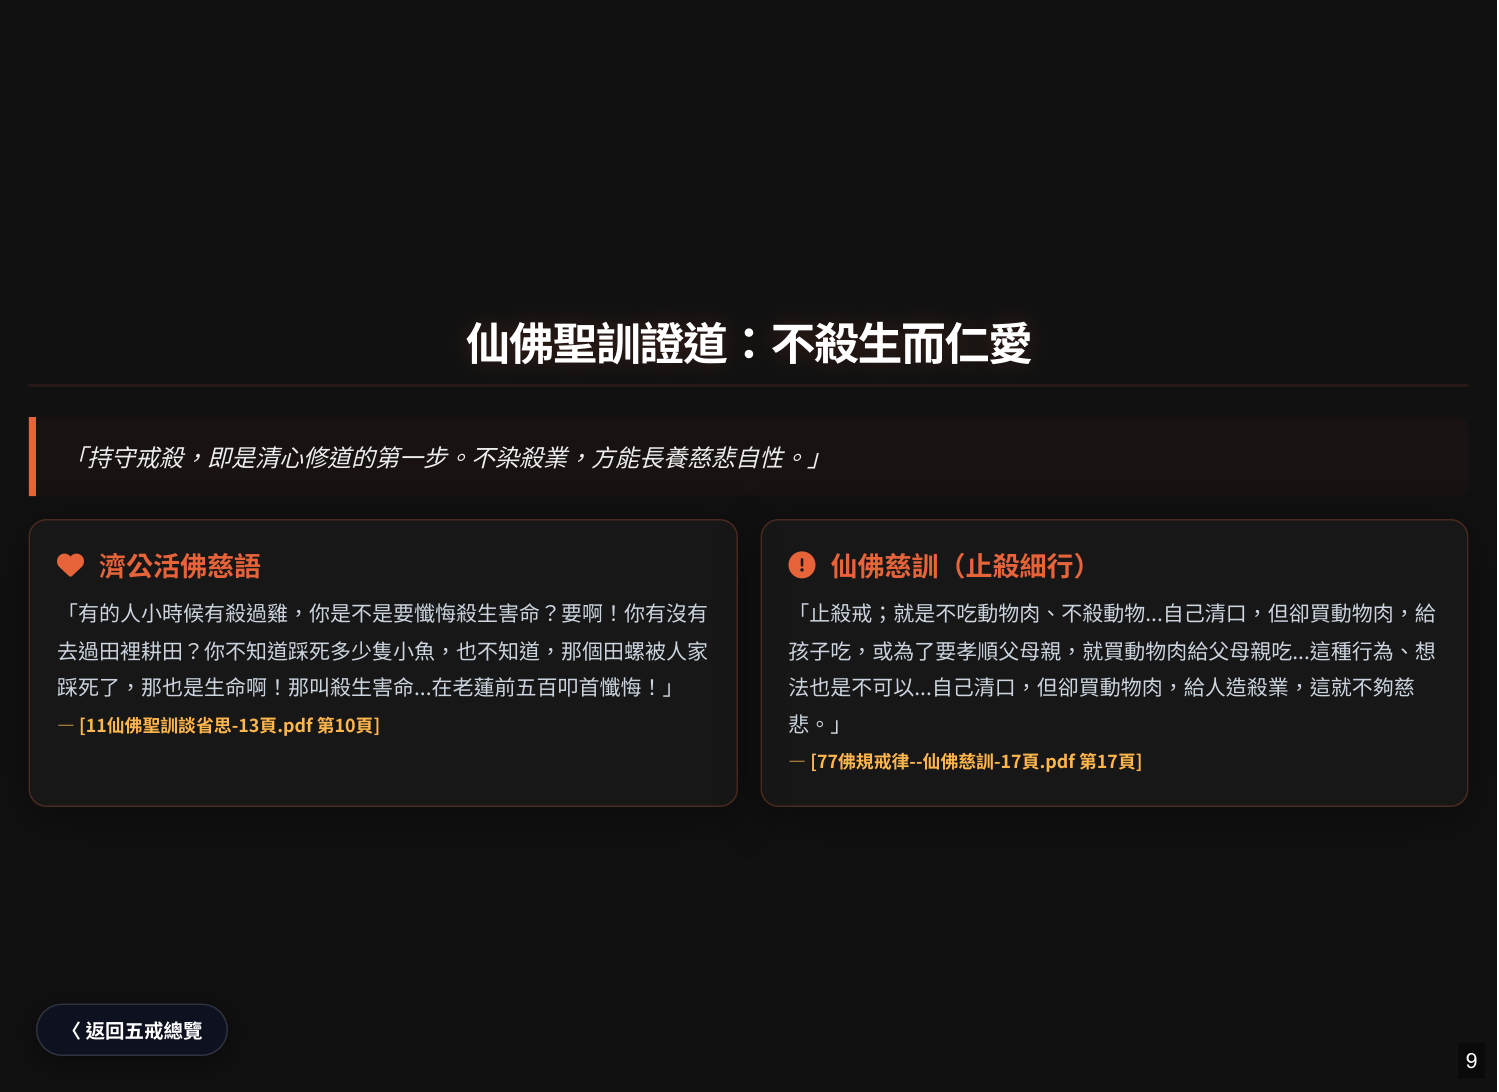 仙佛聖訓證道：不殺生而仁愛
「持守戒殺，即是清心修道的第一步。不染殺業，方能長養慈悲自性。」
濟公活佛慈語
「有的人小時候有殺過雞，你是不是要懺悔殺生害命？要啊！你有沒有
去過田裡耕田？你不知道踩死多少隻小魚，也不知道，那個田螺被人家
踩死了，那也是生命啊！那叫殺生害命...在老蓮前五百叩首懺悔！」
— [11仙佛聖訓談省思-13頁.pdf 第10頁]
仙佛慈訓（止殺細行）
「止殺戒；就是不吃動物肉、不殺動物...自己清口，但卻買動物肉，給
孩子吃，或為了要孝順父母親，就買動物肉給父母親吃...這種行為、想
法也是不可以...自己清口，但卻買動物肉，給人造殺業，這就不夠慈
悲。」
— [77佛規戒律--仙佛慈訓-17頁.pdf 第17頁]
〈 返回五戒總覽
9